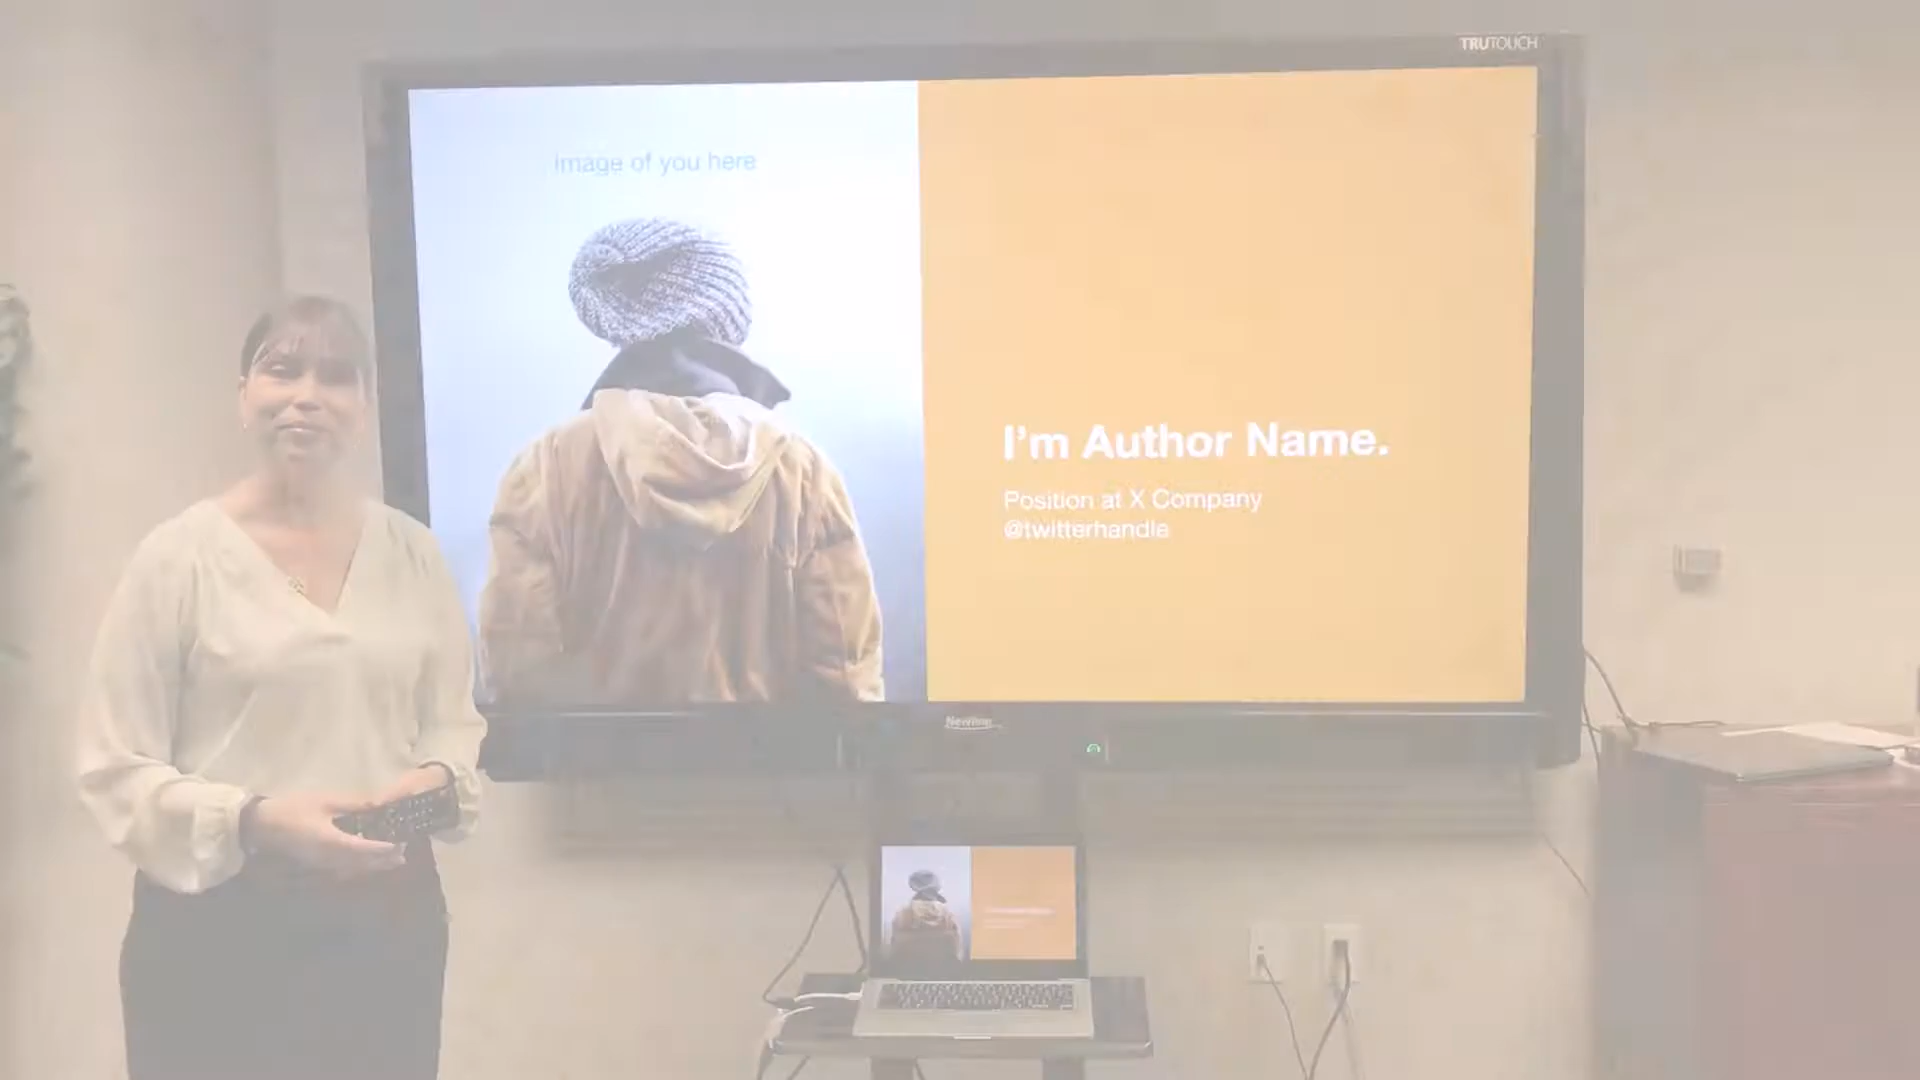 TRUTOUCH
Image of you here
I'm Author Name.
Position at X Company
@twitterhandle
Newline